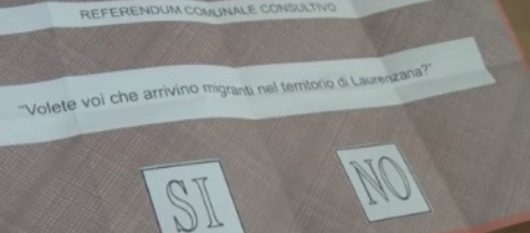 REFERENDUM COMUNALE CONSULTIVO
"Volete voi che arrivino migranti nel territorio di Laurenzana?"
SI
NO